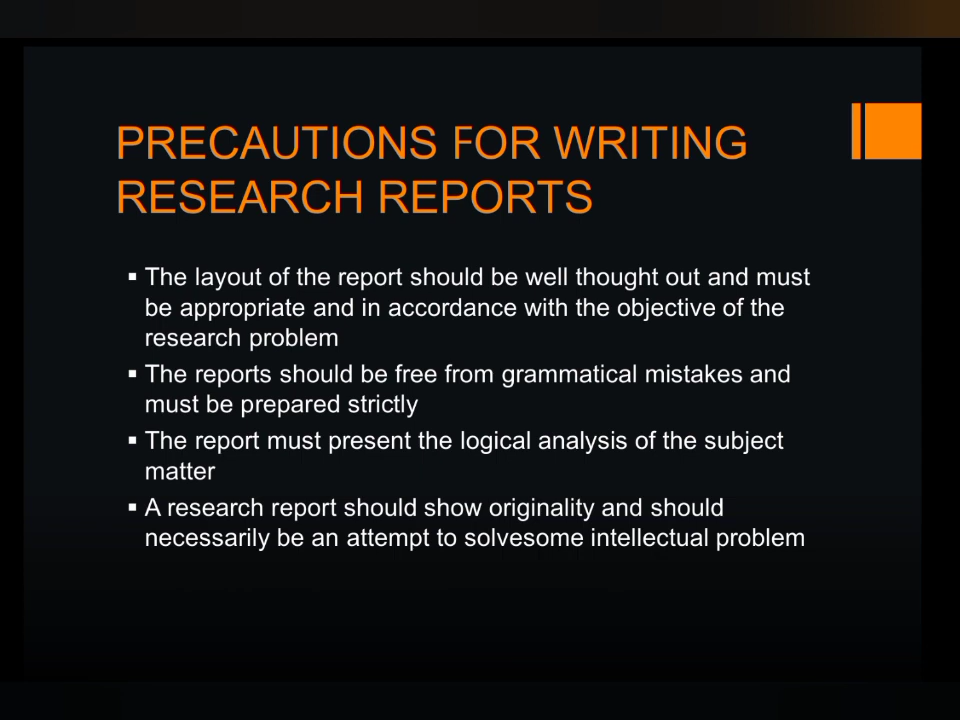 PRECAUTIONS FOR WRITING
RESEARCH REPORTS
▪ The layout of the report should be well thought out and must
be appropriate and in accordance with the objective of the
research problem
▪ The reports should be free from grammatical mistakes and
must be prepared strictly
▪ The report must present the logical analysis of the subject
matter
▪ A research report should show originality and should
necessarily be an attempt to solvesome intellectual problem